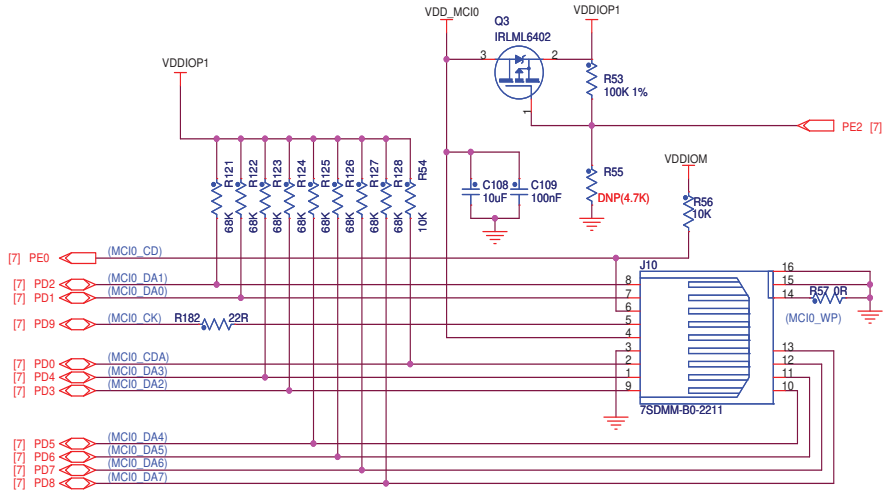 VDD_MCI0
Q3
IRLML6402
VDDIOP1
3
2
1
R53
100K 1%
VDDIOP1
PE2 [7]
R121
R122
R123
R124
R125
R126
R127
R128
R54
68K
68K
68K
68K
68K
68K
68K
68K
10K
C108
10uF
C109
100nF
R55
DNP(4.7K)
VDDIOM
R56
10K
[7] PE0 (MCI0_CD)
[7] PD2 (MCI0_DA1)
[7] PD1 (MCI0_DA0)
[7] PD9 (MCI0_CK) R182 22R
[7] PD0 (MCI0_CDA)
[7] PD4 (MCI0_DA3)
[7] PD3 (MCI0_DA2)
[7] PD5 (MCI0_DA4)
[7] PD6 (MCI0_DA5)
[7] PD7 (MCI0_DA6)
[7] PD8 (MCI0_DA7)
J10
8
7
6
5
4
3
2
1
9
16
15
14
R57 0R
(MCI0_WP)
13
12
11
10
7SDMM-B0-2211